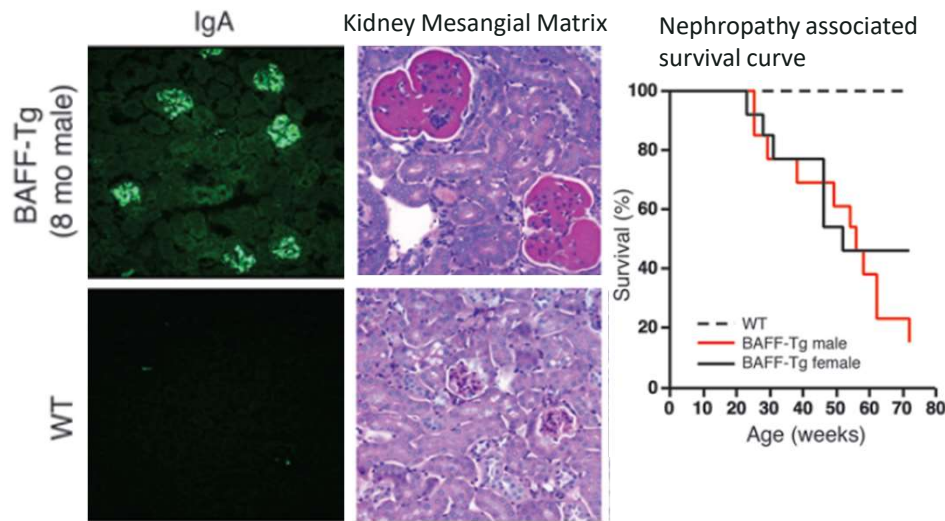 IgA
Kidney Mesangial Matrix
Nephropathy associated
survival curve
BAFF-Tg
(8 mo male)
WT
100
80
60
40
20
0
Survival (%)
WT
BAFF-Tg male
BAFF-Tg female
0 10 20 30 40 50 60 70 80
Age (weeks)